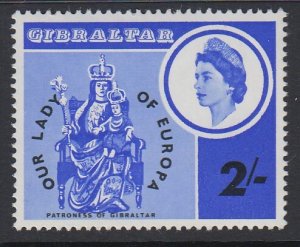 GIBRALTAR
OUR LADY OF EUROPA
2/-
PATRONESS OF GIBRALTAR